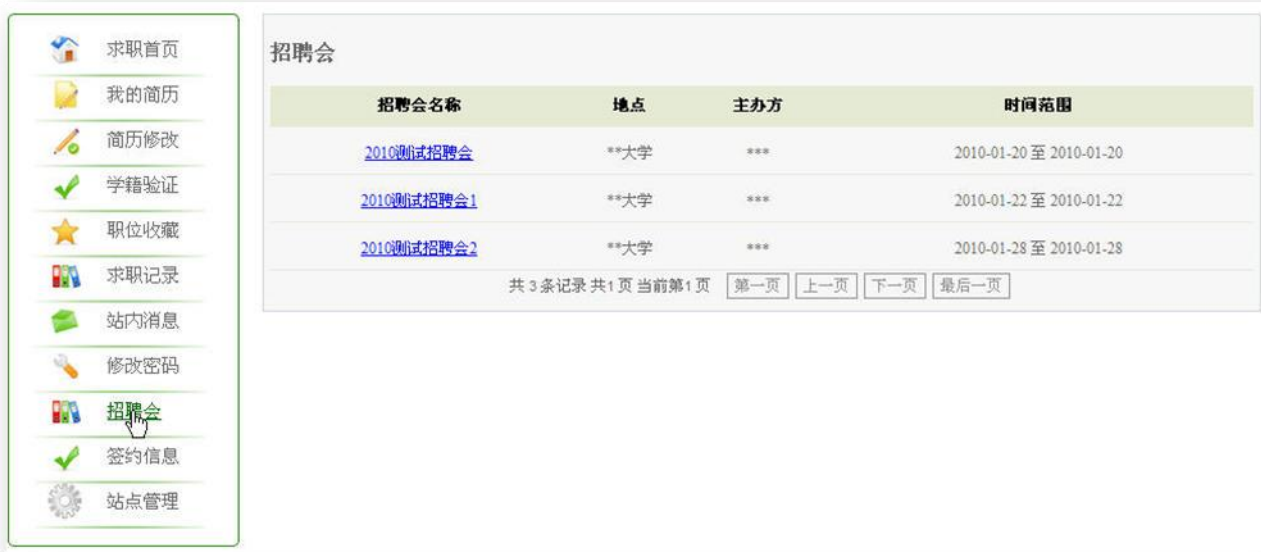 求职首页
我的简历
简历修改
学籍验证
职位收藏
求职记录
站内消息
修改密码
招聘会
签约信息
站点管理
招聘会
招聘会名称 地点 主办方 时间范围
2010测试招聘会 **大学 *** 2010-01-20 至 2010-01-20
2010测试招聘会1 **大学 *** 2010-01-22 至 2010-01-22
2010测试招聘会2 **大学 *** 2010-01-28 至 2010-01-28
共 3 条记录 共1 页 当前第1 页 第一页 上一页 下一页 最后一页